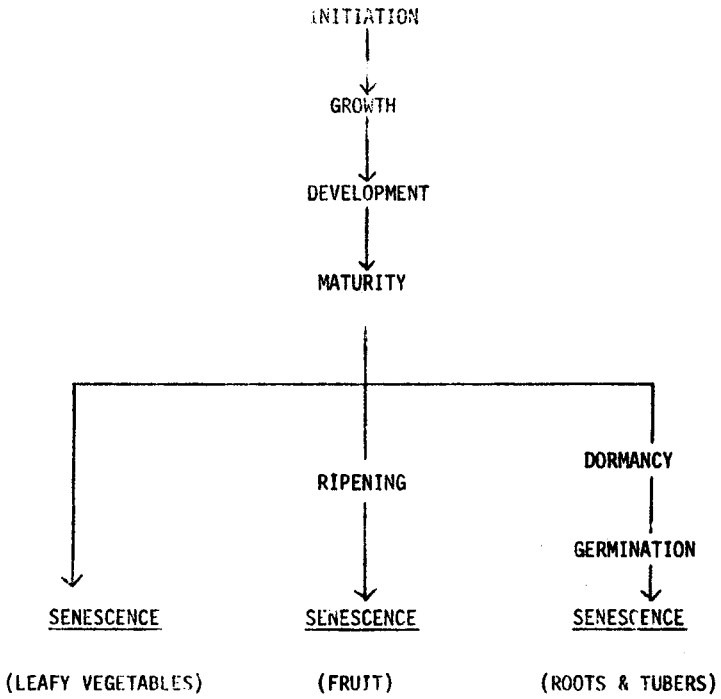 INITIATION
GROWTH
DEVELOPMENT
MATURITY
DORMANCY
RIPENING
GERMINATION
SENESCENCE SENESCENCE SENESCENCE
(LEAFY VEGETABLES) (FRUIT) (ROOTS & TUBERS)